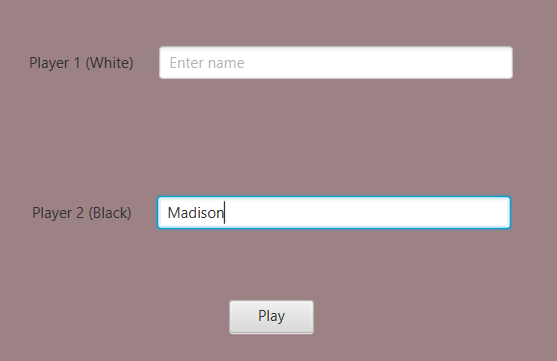 Player 1 (White) Enter name
Player 2 (Black) Madison
Play